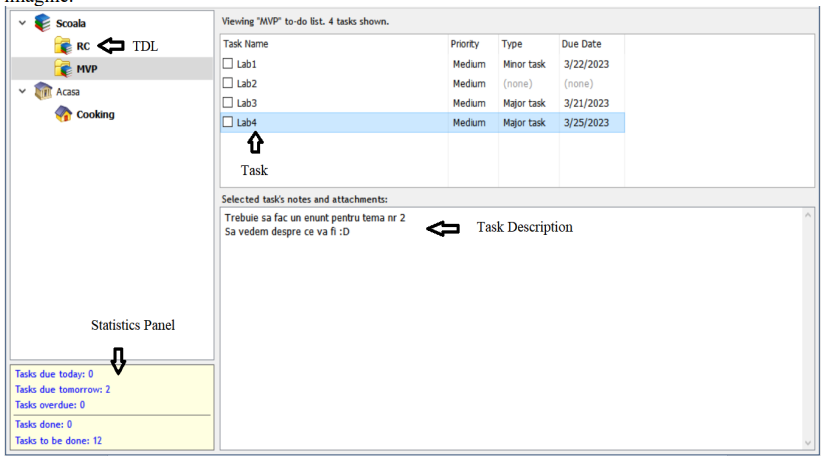 Scoala
RC
TDL
MVP
Acasa
Cooking
Viewing "MVP" to-do list. 4 tasks shown.
Task Name Priority Type Due Date
Lab1 Medium Minor task 3/22/2023
Lab2 Medium (none) (none)
Lab3 Medium Major task 3/21/2023
Lab4 Medium Major task 3/25/2023
Task
Selected task's notes and attachments:
Trebuie sa fac un enunt pentru tema nr 2
Sa vedem despre ce va fi :D
Task Description
Statistics Panel
Tasks due today: 0
Tasks due tomorrow: 2
Tasks overdue: 0
Tasks done: 0
Tasks to be done: 12